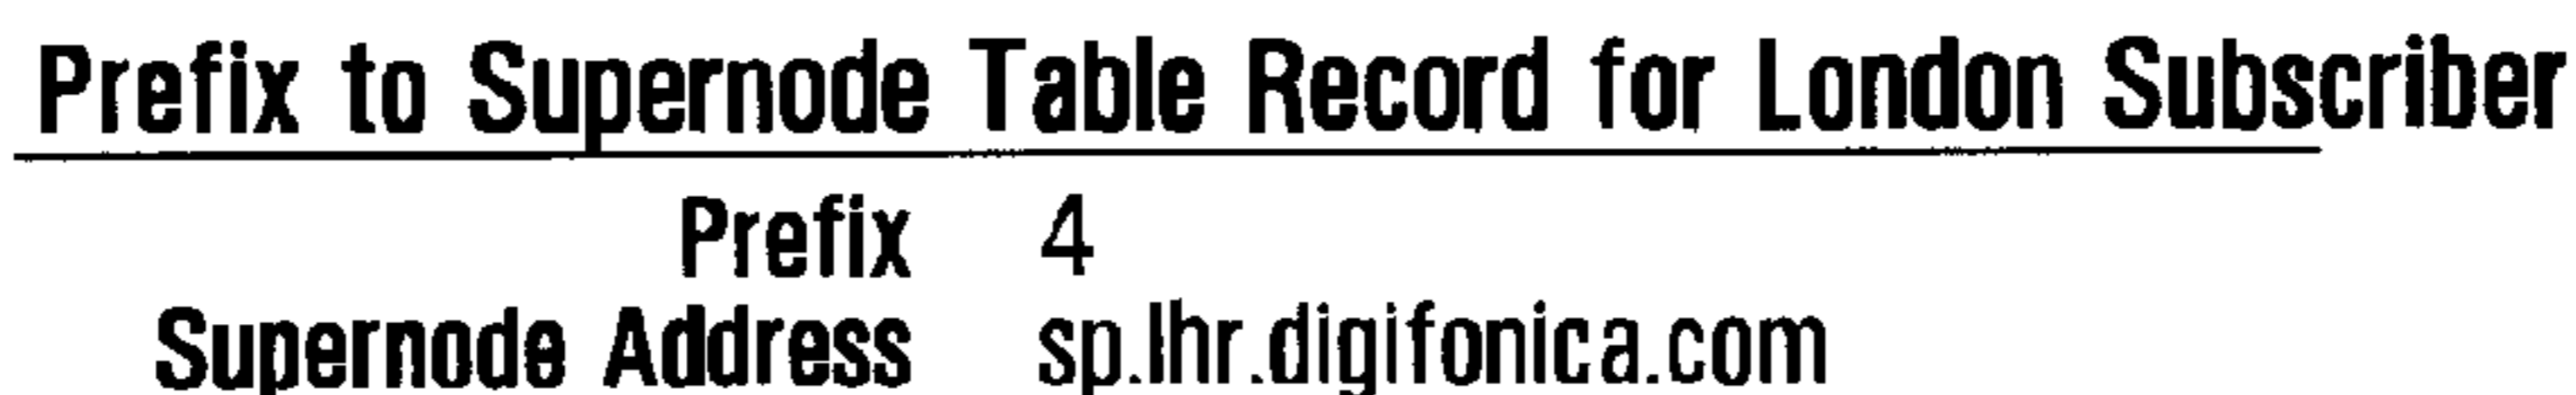 Prefix to Supernode Table Record for London Subscriber
Prefix 4
Supernode Address sp.lhr.digifonica.com